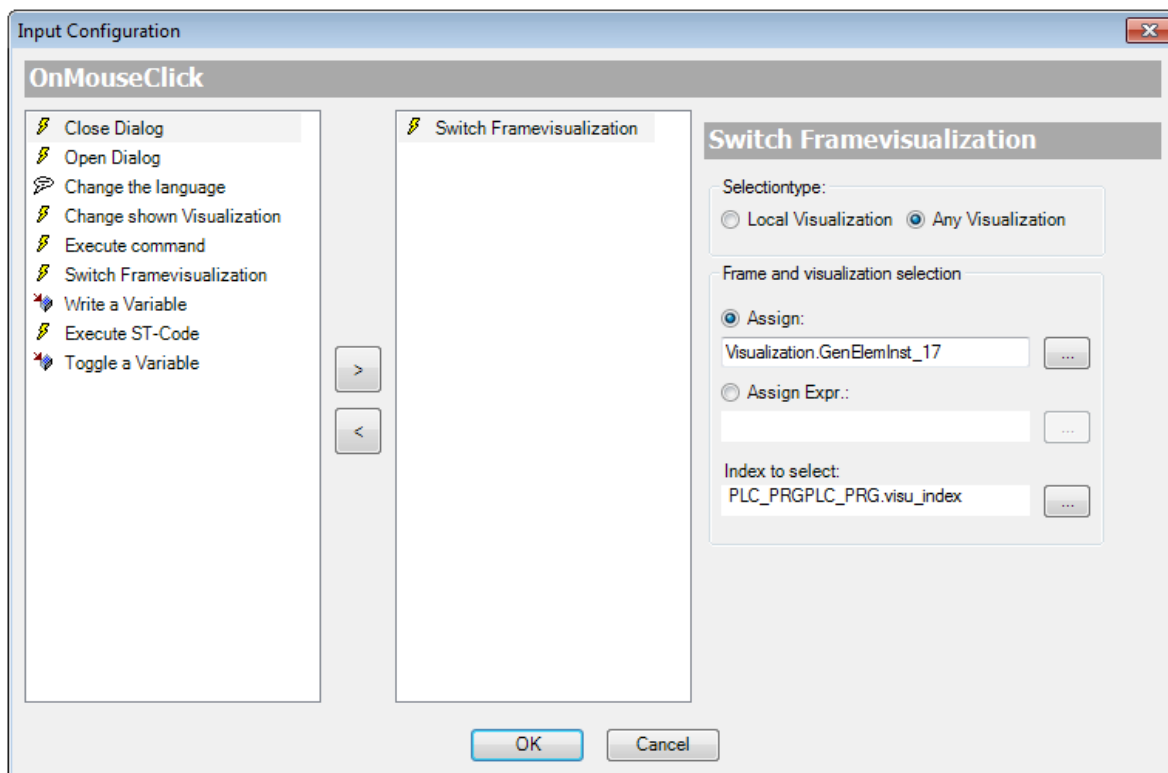 Input Configuration
OnMouseClick
Close Dialog
Open Dialog
Change the language
Change shown Visualization
Execute command
Switch Framevisualization
Write a Variable
Execute ST-Code
Toggle a Variable
>
<
Switch Framevisualization
Switch Framevisualization
Selectiontype:
Local Visualization Any Visualization
Frame and visualization selection
Assign:
Visualization.GenElemInst_17 ...
Assign Expr.:
...
Index to select:
PLC_PRGPLC_PRG.visu_index ...
OK Cancel